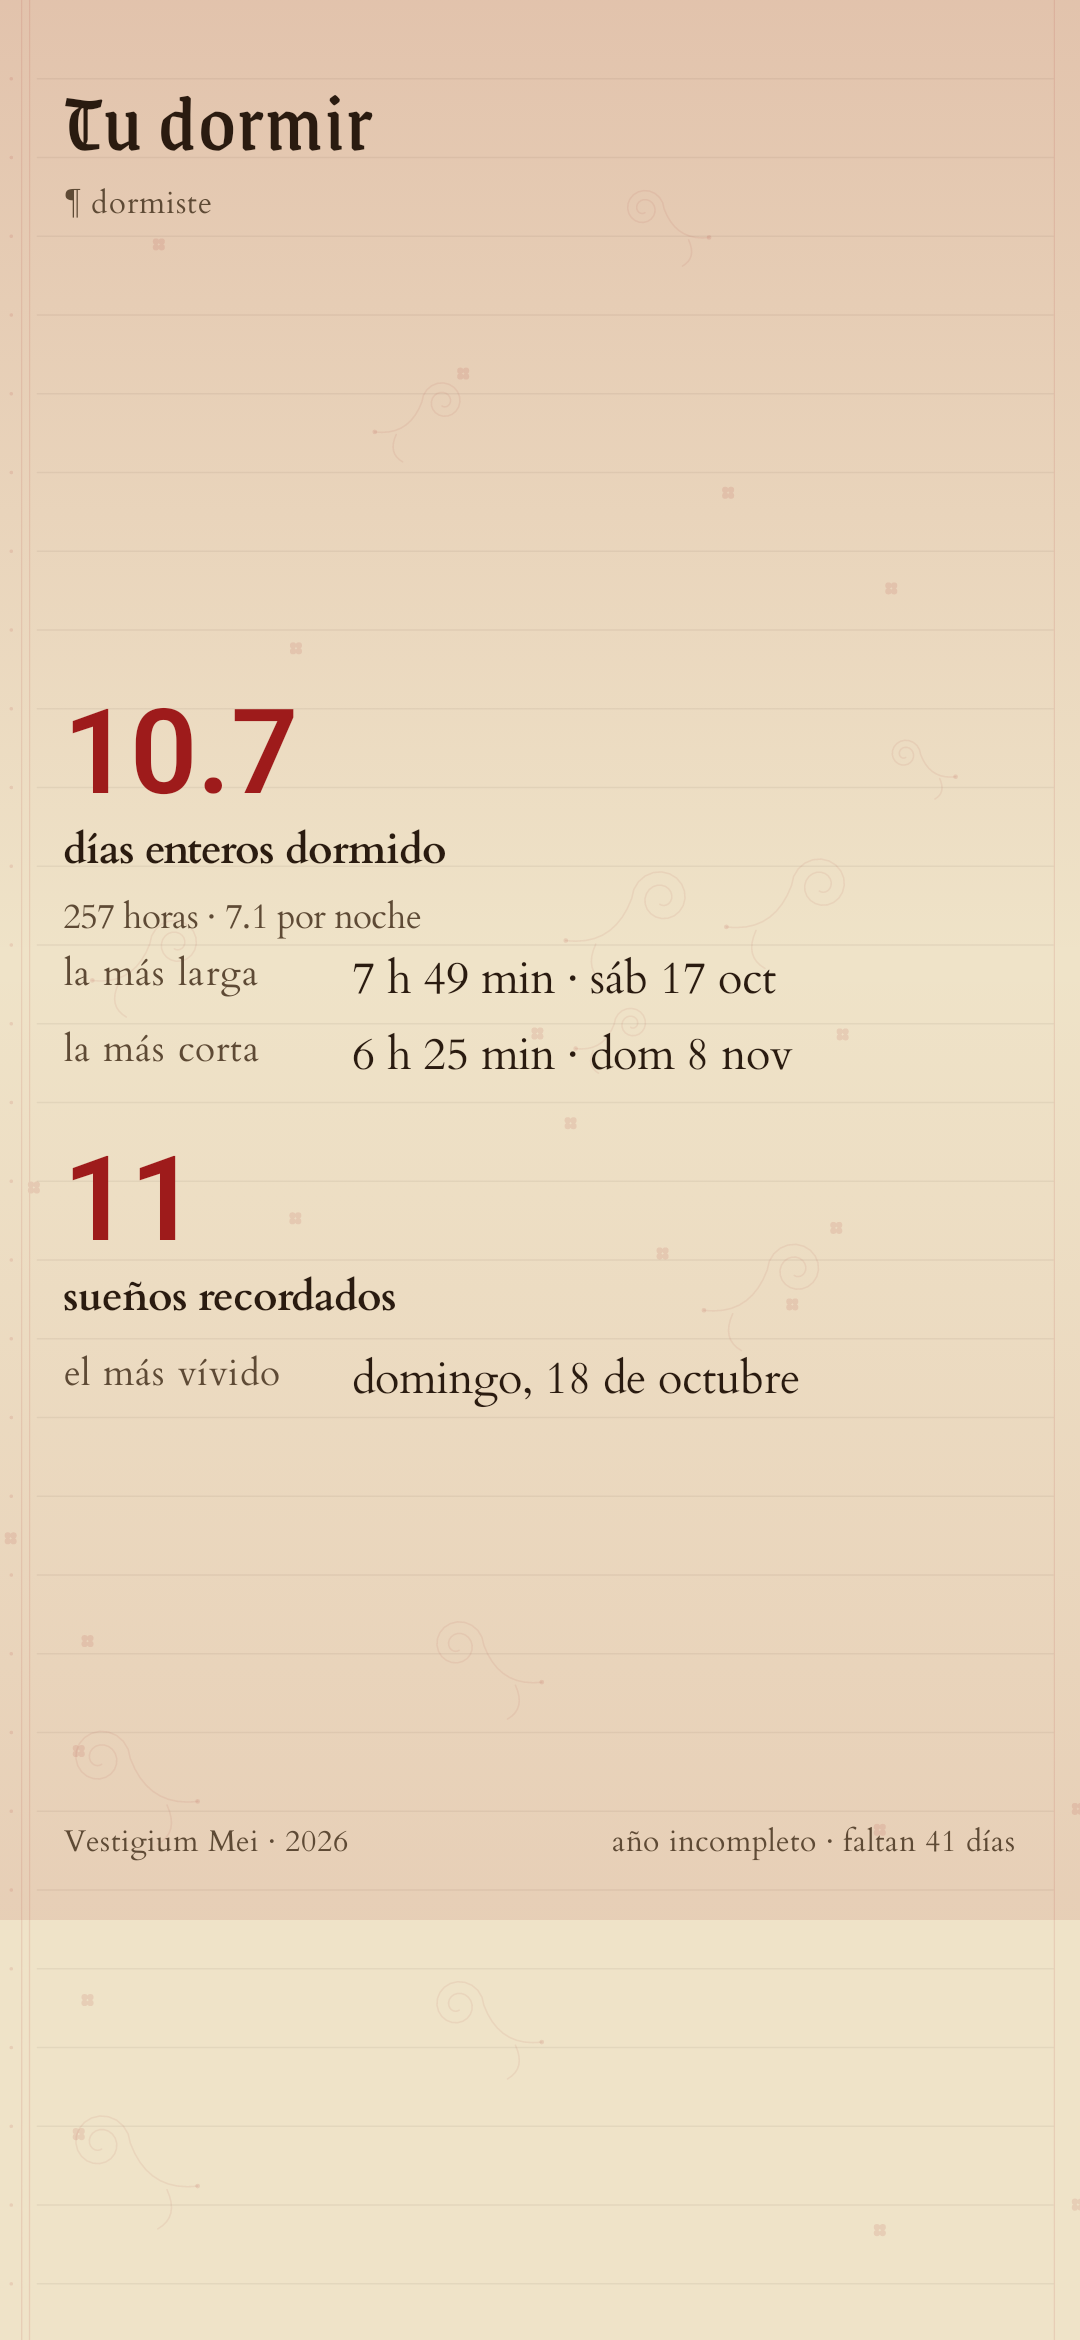 Tu dormir
¶ dormiste
10.7
días enteros dormido
257 horas · 7.1 por noche
la más larga 7 h 49 min · sáb 17 oct
la más corta 6 h 25 min · dom 8 nov
11
sueños recordados
el más vívido domingo, 18 de octubre
Vestigium Mei · 2026 año incompleto · faltan 41 días